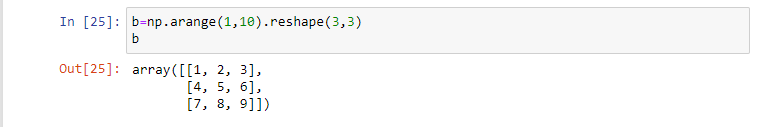 In [25]: b=np.arange(1,10).reshape(3,3)
b
Out[25]: array([[1, 2, 3],
[4, 5, 6],
[7, 8, 9]])